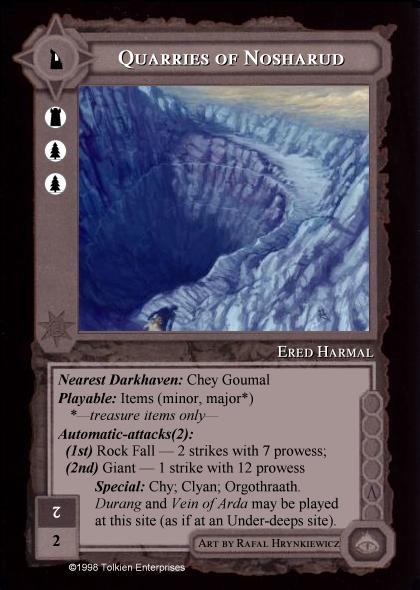 QUARRIES OF NOSHARUD
ERED HARMAL
Nearest Darkhaven: Chey Goumal
Playable: Items (minor, major*)
*—treasure items only—
Automatic-attacks(2):
(1st) Rock Fall — 2 strikes with 7 prowess;
(2nd) Giant — 1 strike with 12 prowess
Special: Chy; Clyan; Orgothraath.
Durang and Vein of Arda may be played
at this site (as if at an Under-deeps site).
2
2
ART BY RAFAL HRYNKIEWICZ
©1998 Tolkien Enterprises